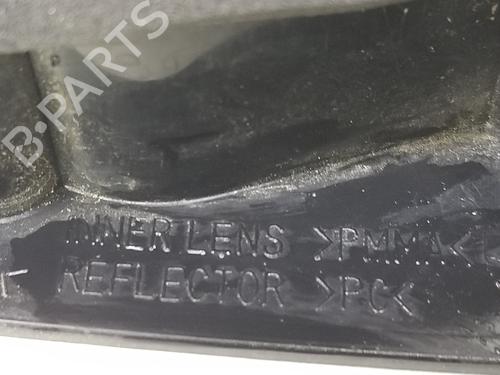 B·PARTS
INNER LENS >PMMA<
REFLECTOR >PC<